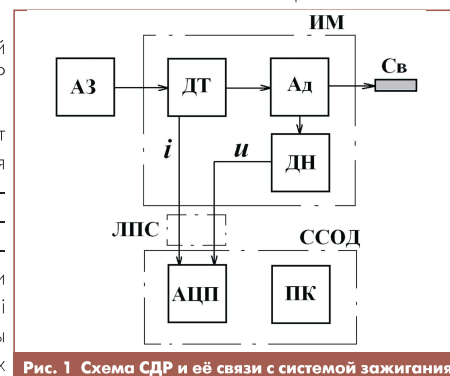 ИМ
АЗ
ДТ
Ад
Св
i
u
ДН
ЛПС
ССОД
АЦП
ПК
Рис. 1 Схема СДР и её связи с системой зажигания